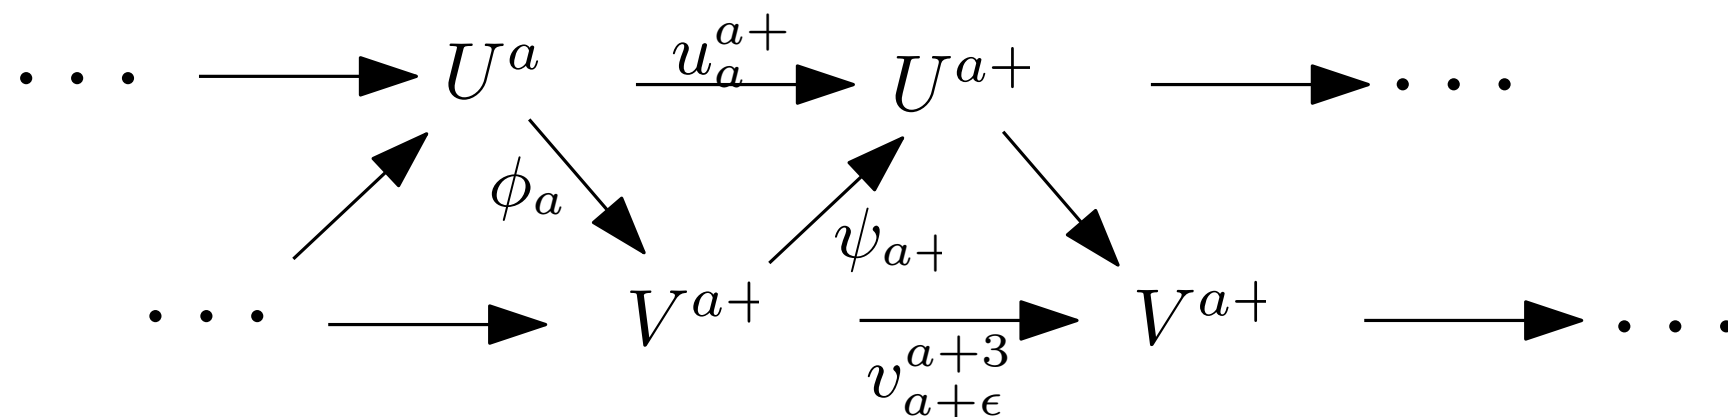 ··· U^a u_a^{a+} U^{a+} ···
ϕ_a ψ_{a+}
··· V^{a+} v_{a+ϵ}^{a+3} V^{a+} ···